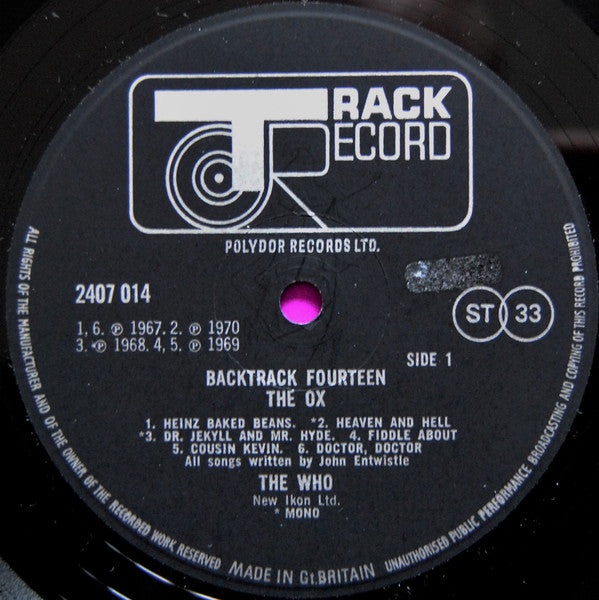 TRACK
RECORD
POLYDOR RECORDS LTD.
2407 014
ST 33
1, 6. ℗ 1967. 2. ℗ 1970
3. ℗ 1968. 4, 5. ℗ 1969
SIDE 1
BACKTRACK FOURTEEN
THE OX
1. HEINZ BAKED BEANS. *2. HEAVEN AND HELL
*3. DR. JEKYLL AND MR. HYDE. 4. FIDDLE ABOUT
5. COUSIN KEVIN. 6. DOCTOR, DOCTOR
All songs written by John Entwistle
THE WHO
New Ikon Ltd.
* MONO
ALL RIGHTS OF THE MANUFACTURER AND OF THE OWNER OF THE RECORDED WORK RESERVED
MADE IN Gt. BRITAIN
UNAUTHORISED PUBLIC PERFORMANCE BROADCASTING AND COPYING OF THIS RECORD PROHIBITED